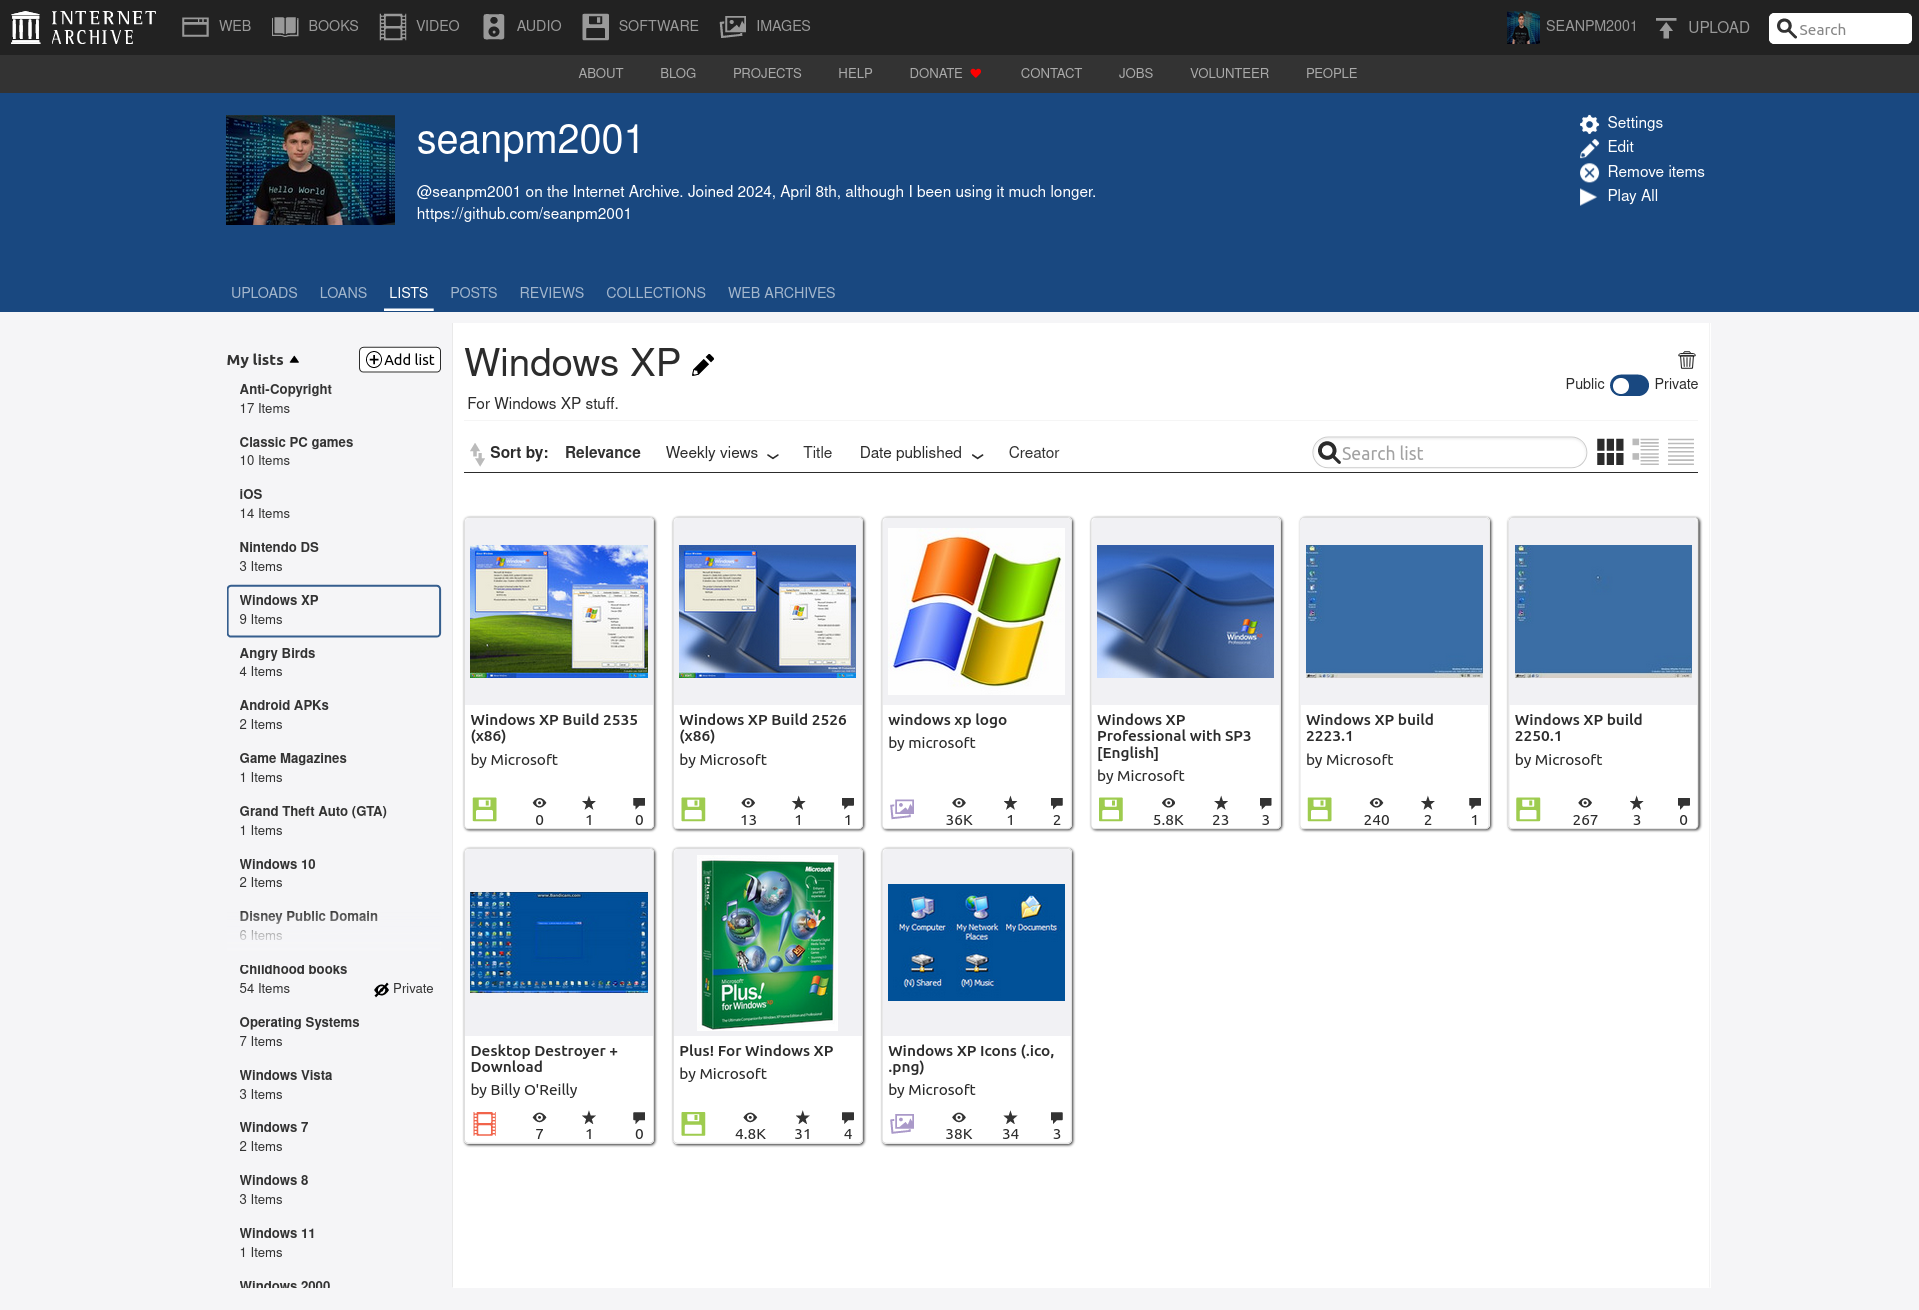 INTERNET ARCHIVE
WEB
BOOKS
VIDEO
AUDIO
SOFTWARE
IMAGES
SEANPM2001
UPLOAD
Search
ABOUT
BLOG
PROJECTS
HELP
DONATE
CONTACT
JOBS
VOLUNTEER
PEOPLE
Hello World
seanpm2001
@seanpm2001 on the Internet Archive. Joined 2024, April 8th, although I been using it much longer.
https://github.com/seanpm2001
Settings
Edit
Remove items
Play All
UPLOADS
LOANS
LISTS
POSTS
REVIEWS
COLLECTIONS
WEB ARCHIVES
My lists
Add list
Anti-Copyright
17 Items
Classic PC games
10 Items
iOS
14 Items
Nintendo DS
3 Items
Windows XP
9 Items
Angry Birds
4 Items
Android APKs
2 Items
Game Magazines
1 Items
Grand Theft Auto (GTA)
1 Items
Windows 10
2 Items
Disney Public Domain
6 Items
Childhood books
54 Items
Private
Operating Systems
7 Items
Windows Vista
3 Items
Windows 7
2 Items
Windows 8
3 Items
Windows 11
1 Items
Windows 2000
Windows XP
For Windows XP stuff.
Public
Private
Sort by:
Relevance
Weekly views
Title
Date published
Creator
Search list
Windows XP Build 2535
(x86)
by Microsoft
0
1
0
Windows XP Build 2526
(x86)
by Microsoft
13
1
1
windows xp logo
by microsoft
36K
1
2
Windows
Windows XP
Professional with SP3
[English]
by Microsoft
5.8K
23
3
Windows XP build
2223.1
by Microsoft
240
2
1
Windows XP build
2250.1
by Microsoft
267
3
0
www.Bandicam.com
Desktop Destroyer +
Download
by Billy O'Reilly
7
1
0
Microsoft
Plus!
for Windows
Plus! For Windows XP
by Microsoft
4.8K
31
4
My Computer
My Network
Places
My Documents
(N) Shared
(M) Music
Windows XP Icons (.ico,
.png)
by Microsoft
38K
34
3